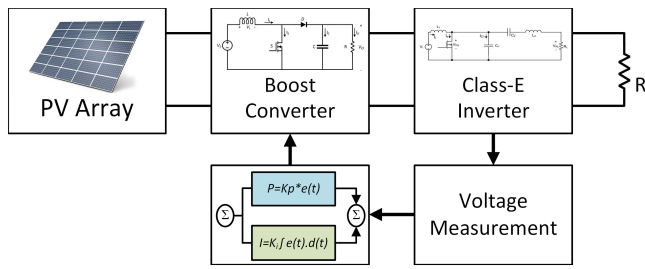 PV Array
Boost
Converter
Class-E
Inverter
R
P=Kp*e(t)
Σ
Σ
I=Ki∫e(t).d(t)
Voltage
Measurement